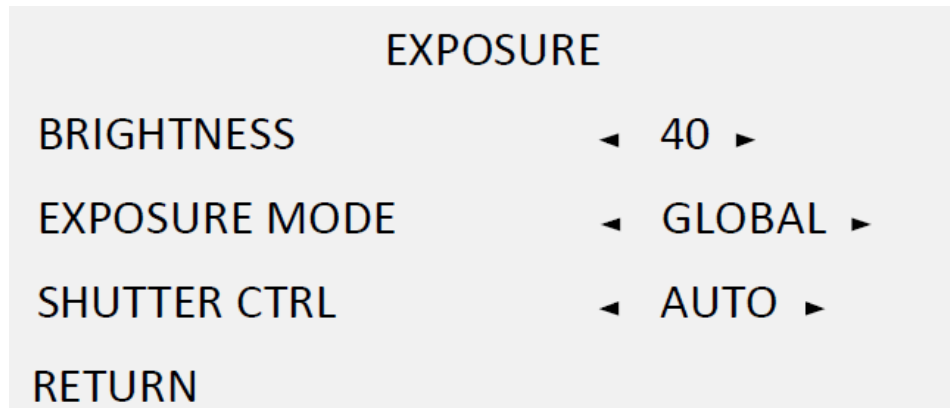 EXPOSURE
BRIGHTNESS ◄ 40 ►
EXPOSURE MODE ◄ GLOBAL ►
SHUTTER CTRL ◄ AUTO ►
RETURN